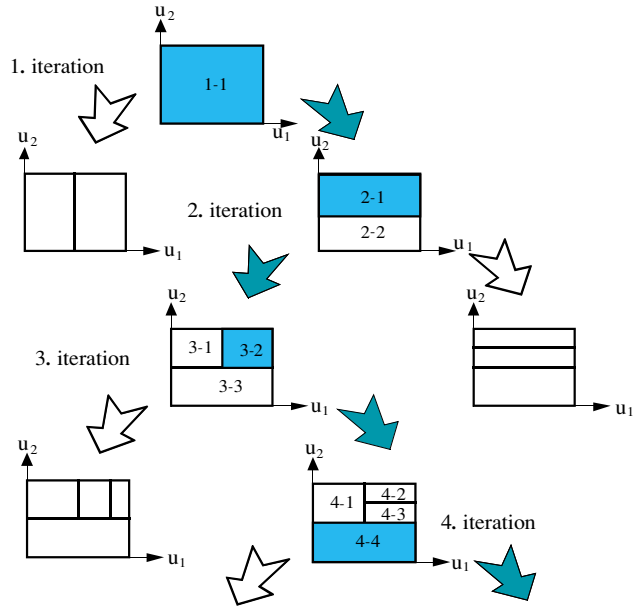 u2
1. iteration
1-1
u1
u2
u2
2-1
2. iteration
2-2
u1
u1
u2
u2
3-1
3-2
3. iteration
3-3
u1
u1
u2
u2
4-1
4-2
4-3
4. iteration
4-4
u1
u1